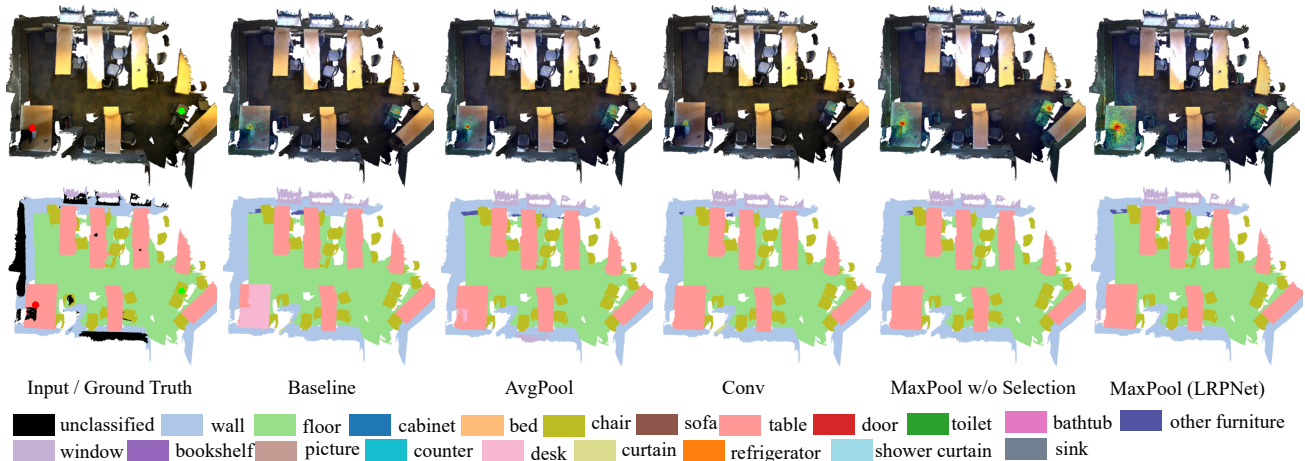 Input / Ground Truth Baseline AvgPool Conv MaxPool w/o Selection MaxPool (LRPNet)
unclassified wall floor cabinet bed chair sofa table door toilet bathtub other furniture
window bookshelf picture counter desk curtain refrigerator shower curtain sink